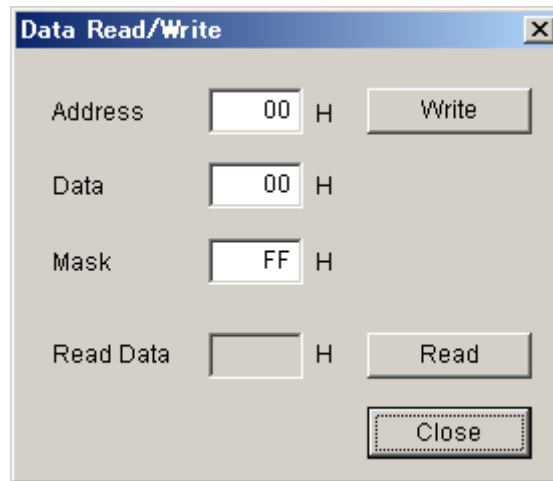 Data Read/Write
Address 00 H Write
Data 00 H
Mask FF H
Read Data H Read
Close